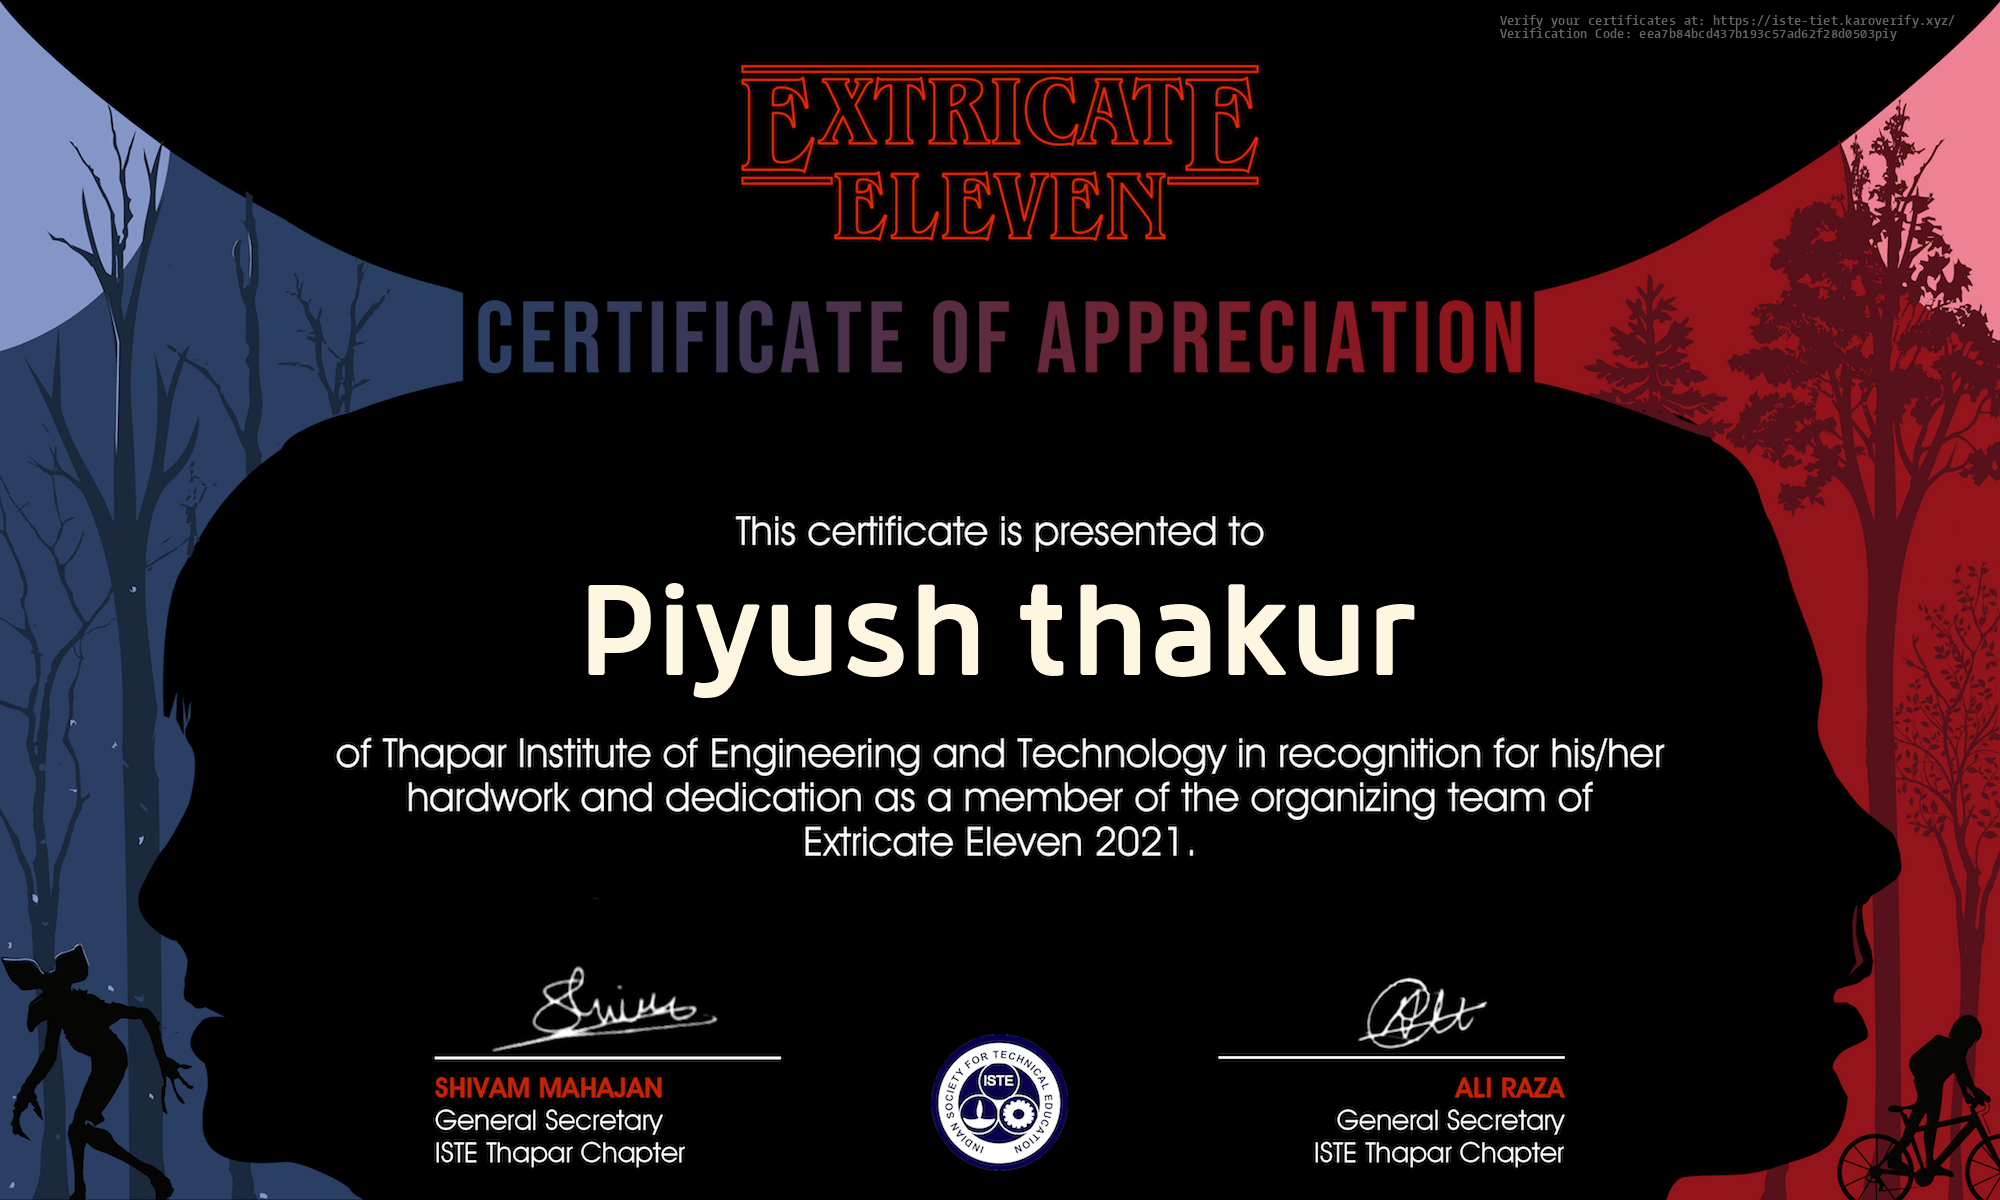 Verify your certificates at: https://iste-tiet.karoverify.xyz/
Verification Code: eea7b84bcd437b193c57ad62f28d0503piy
EXTRICATE
ELEVEN
CERTIFICATE OF APPRECIATION
This certificate is presented to
Piyush thakur
of Thapar Institute of Engineering and Technology in recognition for his/her
hardwork and dedication as a member of the organizing team of
Extricate Eleven 2021.
SHIVAM MAHAJAN
General Secretary
ISTE Thapar Chapter
INDIAN SOCIETY FOR TECHNICAL EDUCATION
ISTE
ALI RAZA
General Secretary
ISTE Thapar Chapter